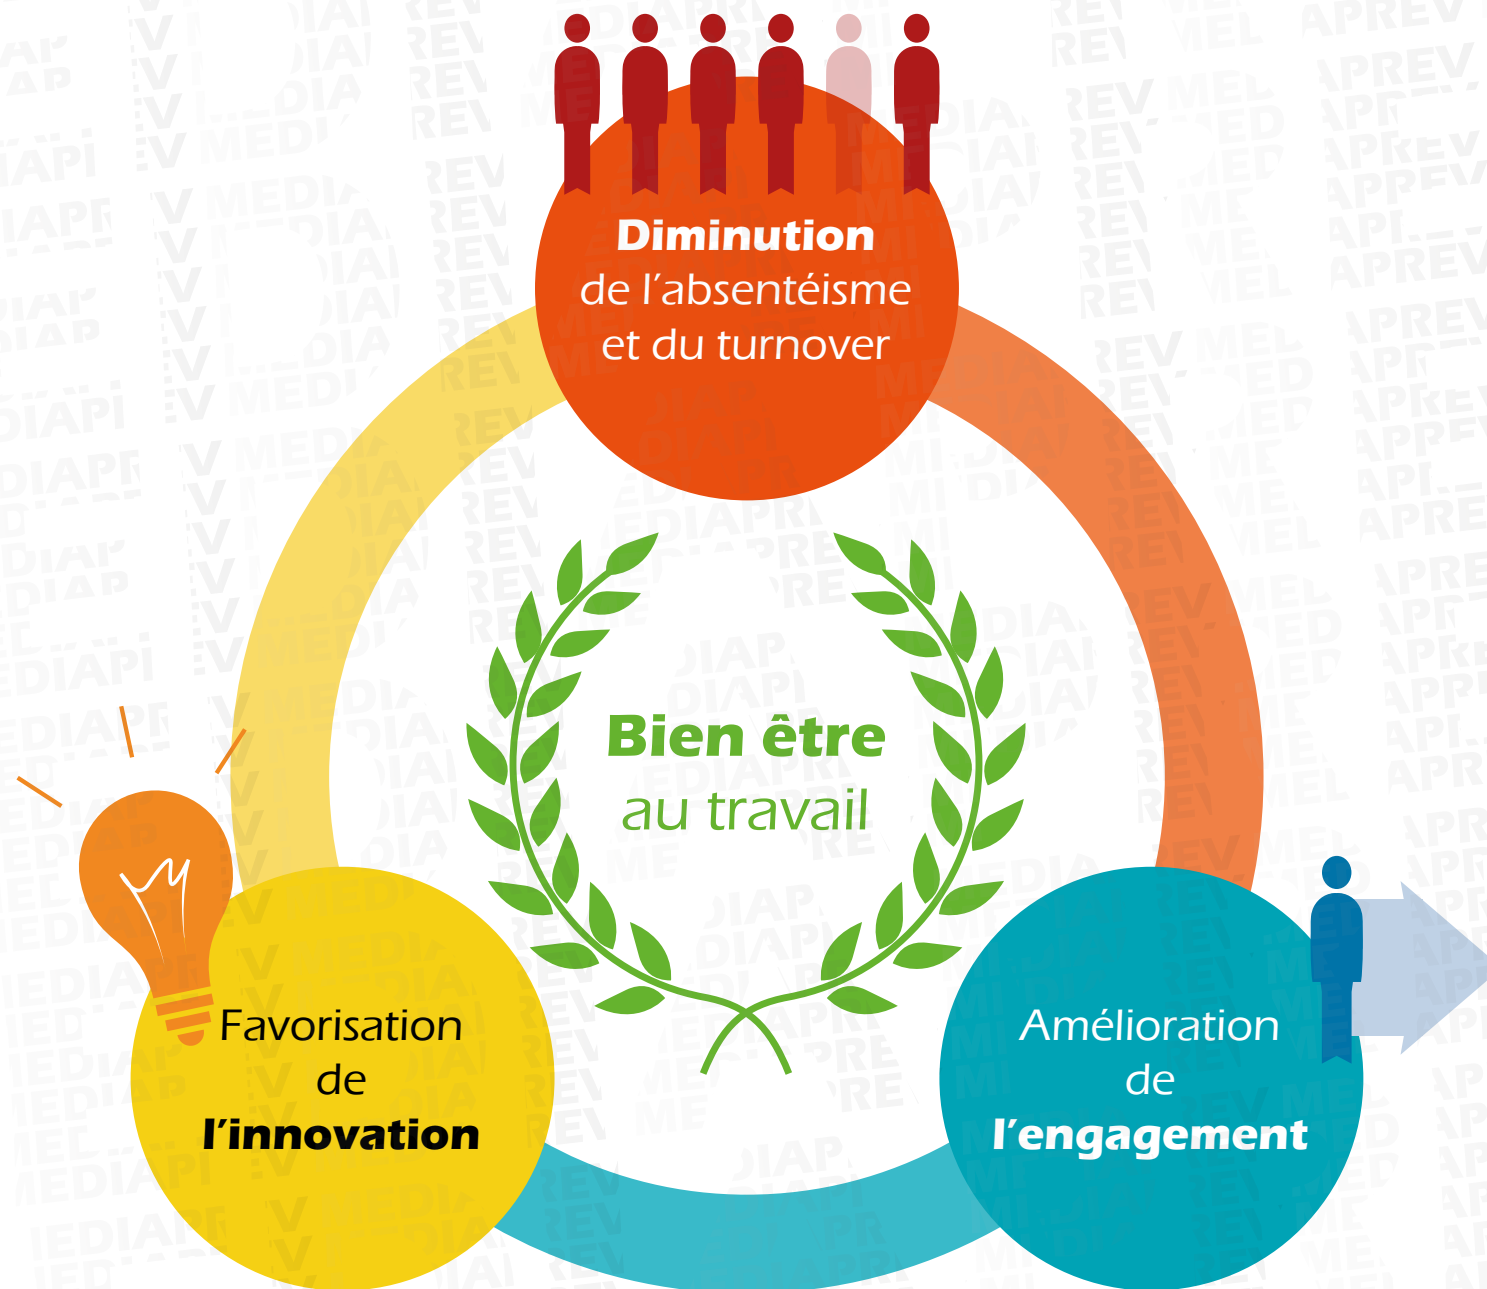 Diminution
de l'absentéisme
et du turnover
Bien être
au travail
Favorisation
de
l'innovation
Amélioration
de
l'engagement